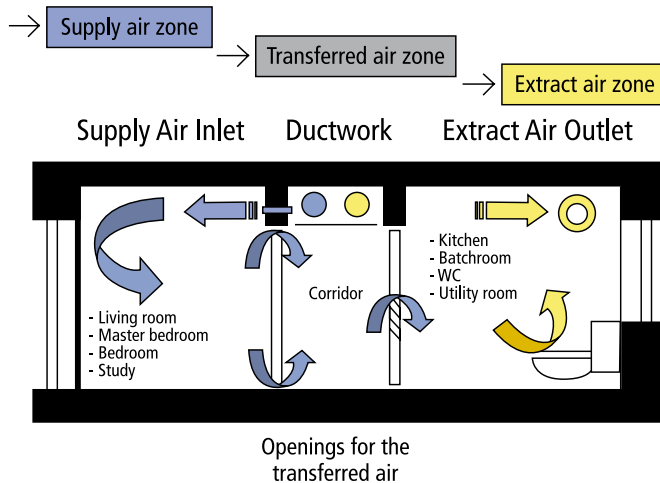 Supply air zone
Transferred air zone
Extract air zone
Supply Air Inlet
Ductwork
Extract Air Outlet
- Living room
- Master bedroom
- Bedroom
- Study
Corridor
- Kitchen
- Batchroom
- WC
- Utility room
Openings for the
transferred air